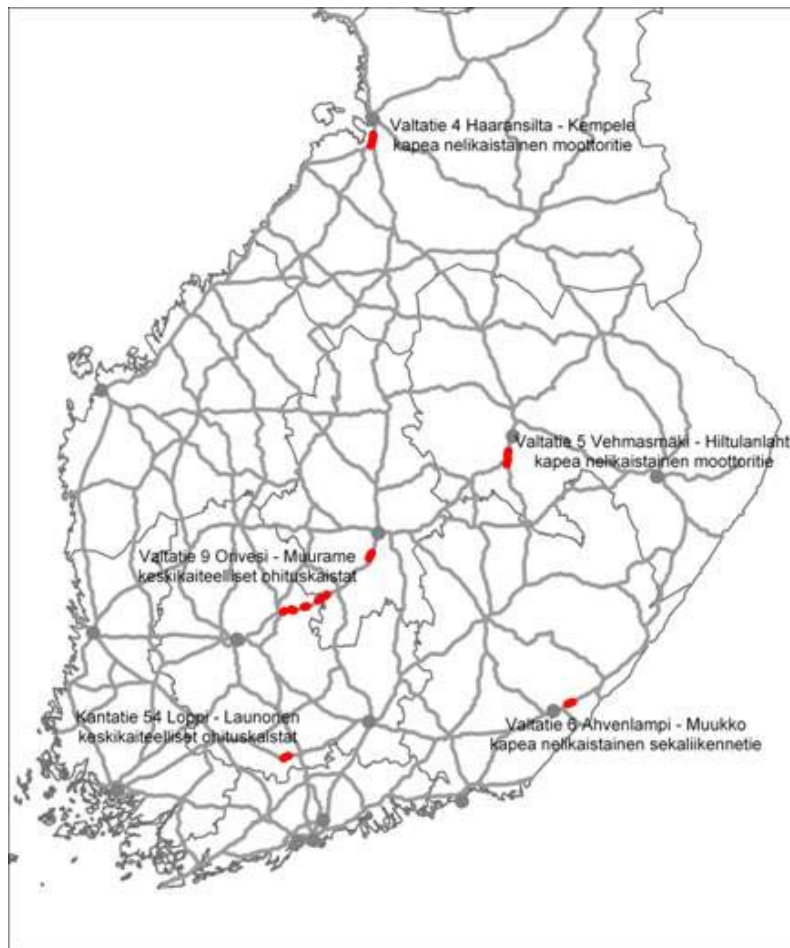 Valtatie 4 Haaransilta - Kempele
kapea nelikaistainen moottoritie
Valtatie 5 Vehmasmäki - Hiltulanlaht
kapea nelikaistainen moottoritie
Valtatie 9 Orivesi - Muurame
keskikaiteelliset ohituskaistat
Kantatie 54 Loppi - Launonen
keskikaiteelliset ohituskaistat
Valtatie 6 Ahvenlampi - Muukko
kapea nelikaistainen sekaliikennetie